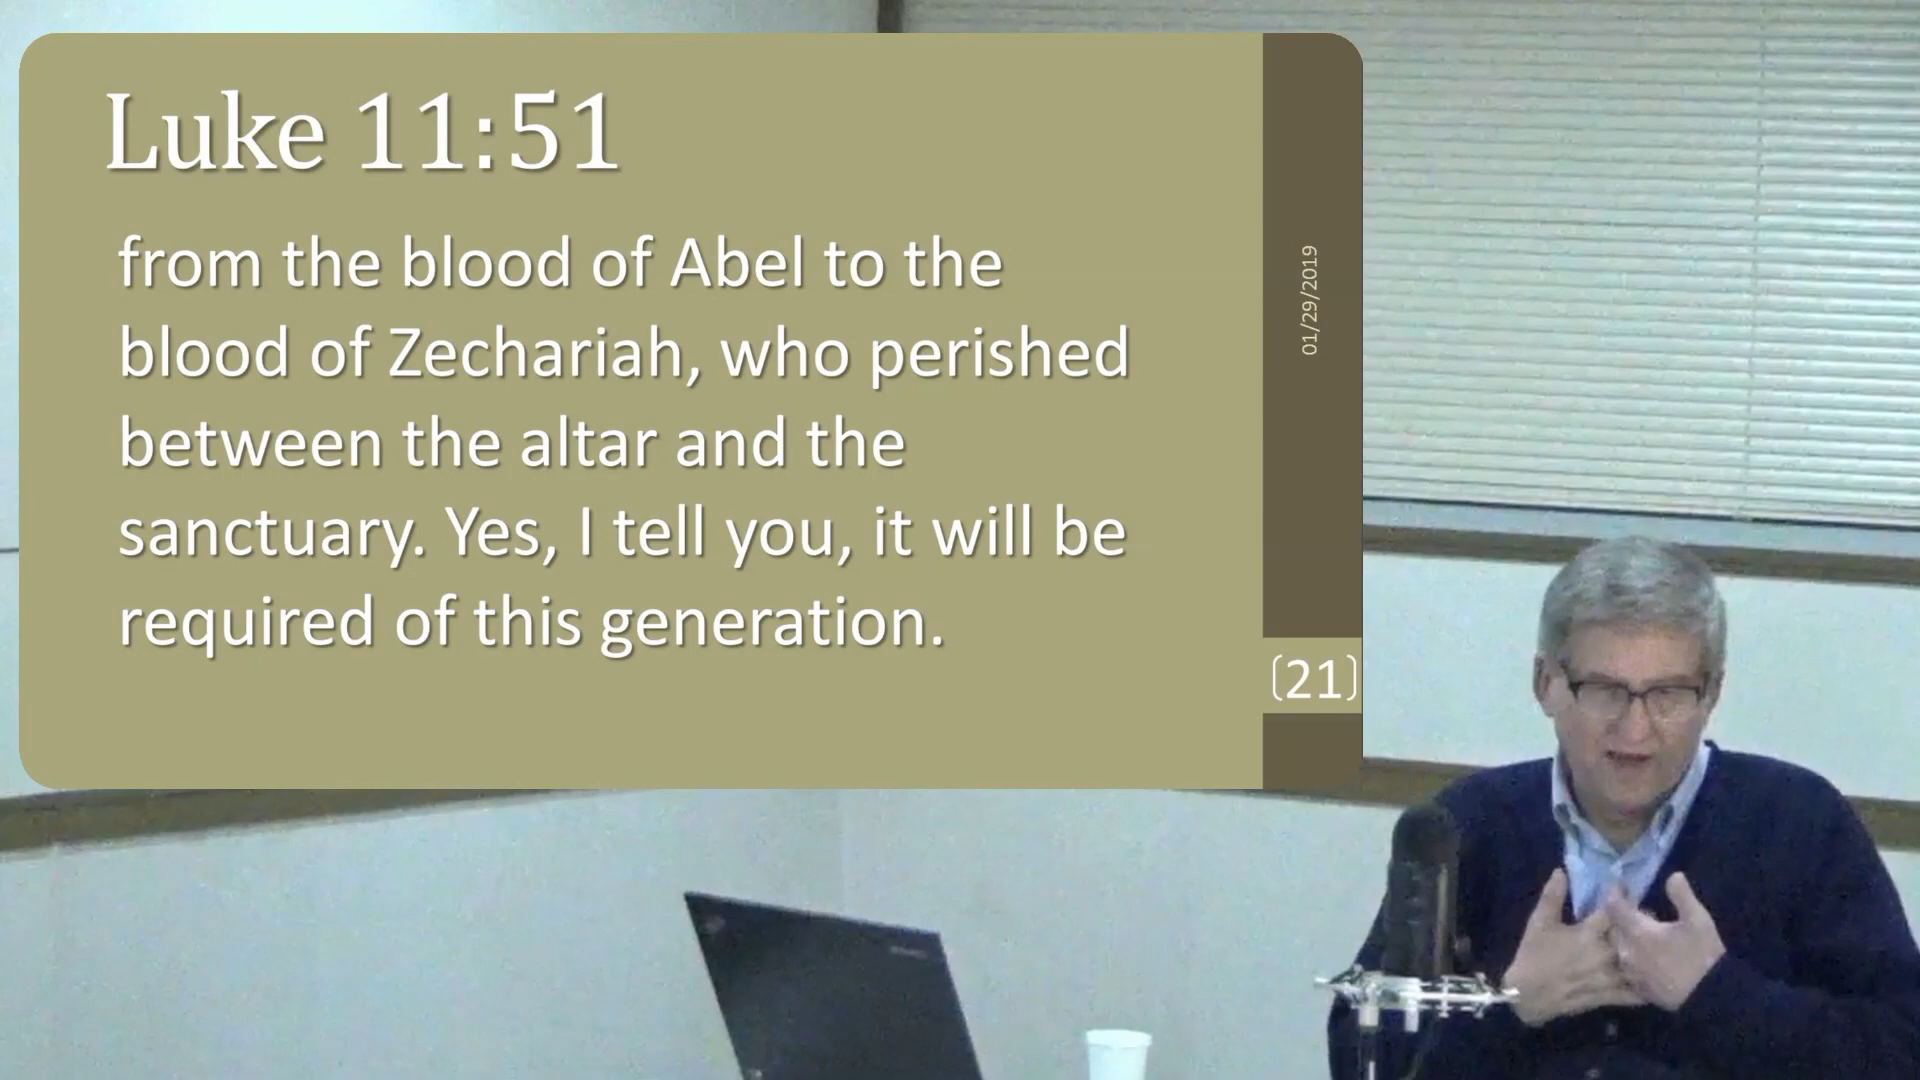 Luke 11:51
from the blood of Abel to the
blood of Zechariah, who perished
between the altar and the
sanctuary. Yes, I tell you, it will be
required of this generation.
01/29/2019
(21)